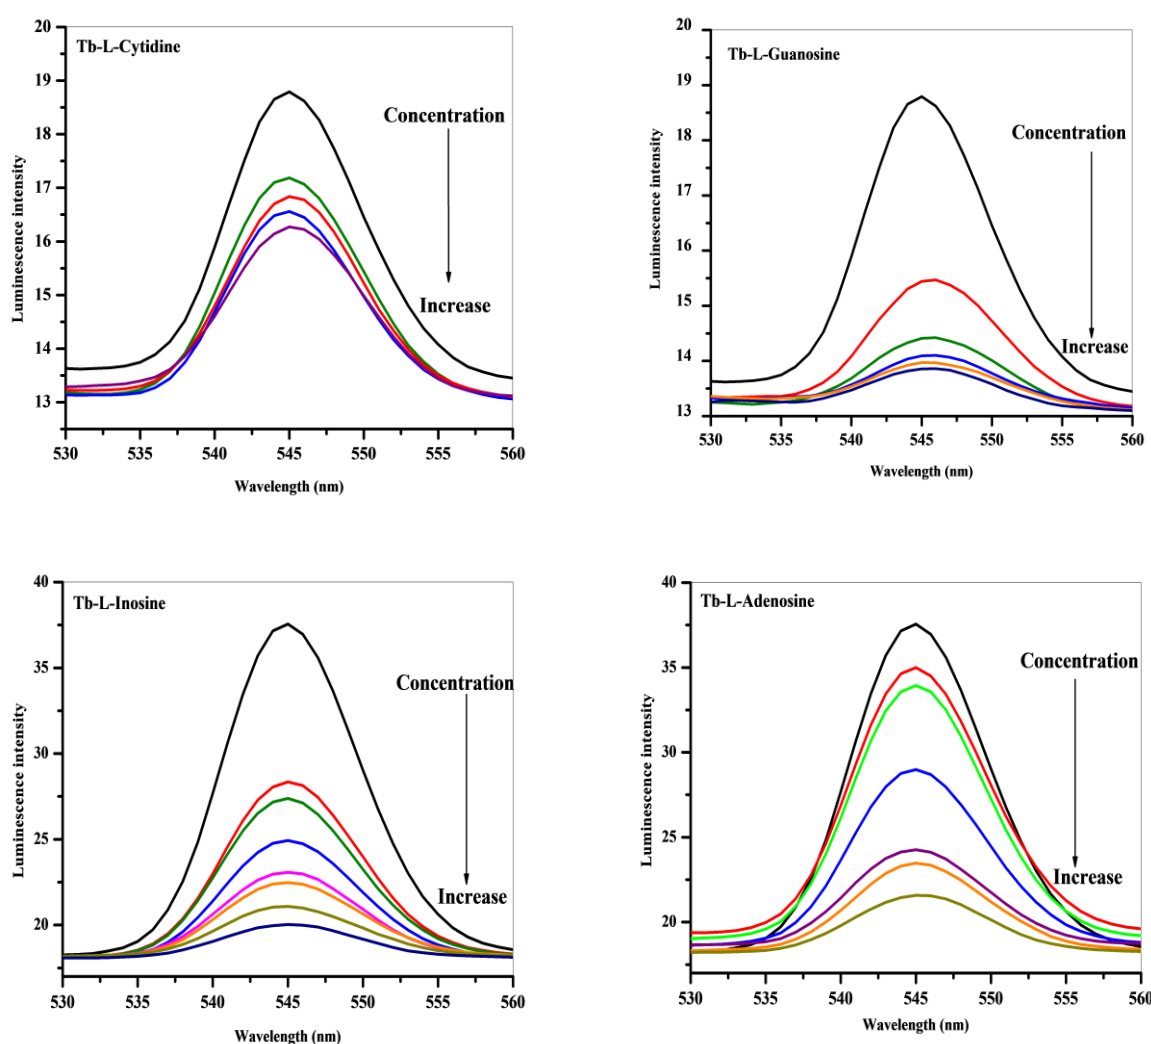 Tb-L-Cytidine
Concentration
Increase
Luminescence intensity
20
19
18
17
16
15
14
13
530 535 540 545 550 555 560
Wavelength (nm)
Tb-L-Guanosine
Concentration
Increase
Luminescence intensity
20
19
18
17
16
15
14
13
530 540 550 560
Wavelength (nm)
Tb-L-Inosine
Concentration
Increase
Luminescence intensity
40
35
30
25
20
530 535 540 545 550 555 560
Wavelength (nm)
Tb-L-Adenosine
Concentration
Increase
Luminescence intensity
40
35
30
25
20
530 535 540 545 550 555 560
Wavelength (nm)